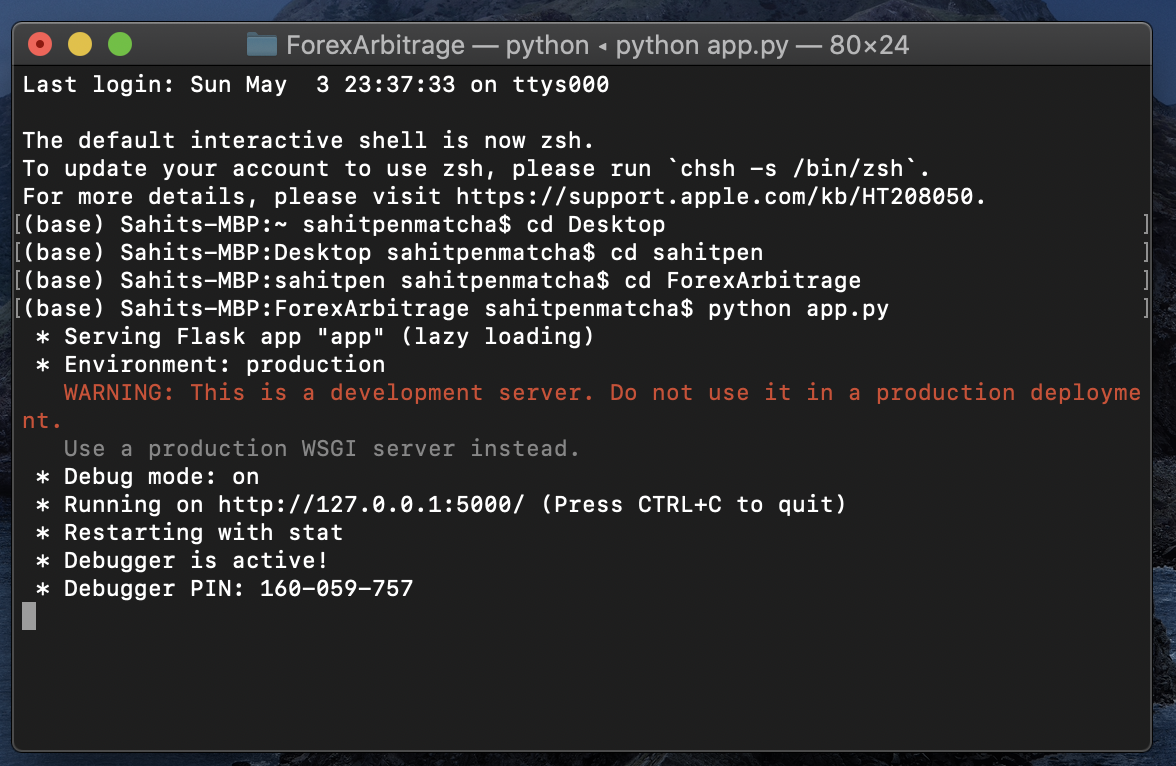 ForexArbitrage — python ◂ python app.py — 80×24
Last login: Sun May  3 23:37:33 on ttys000
The default interactive shell is now zsh.
To update your account to use zsh, please run `chsh -s /bin/zsh`.
For more details, please visit https://support.apple.com/kb/HT208050.
[(base) Sahits-MBP:~ sahitpenmatcha$ cd Desktop ]
[(base) Sahits-MBP:Desktop sahitpenmatcha$ cd sahitpen ]
[(base) Sahits-MBP:sahitpen sahitpenmatcha$ cd ForexArbitrage ]
[(base) Sahits-MBP:ForexArbitrage sahitpenmatcha$ python app.py ]
 * Serving Flask app "app" (lazy loading)
 * Environment: production
   WARNING: This is a development server. Do not use it in a production deployme
nt.
   Use a production WSGI server instead.
 * Debug mode: on
 * Running on http://127.0.0.1:5000/ (Press CTRL+C to quit)
 * Restarting with stat
 * Debugger is active!
 * Debugger PIN: 160-059-757